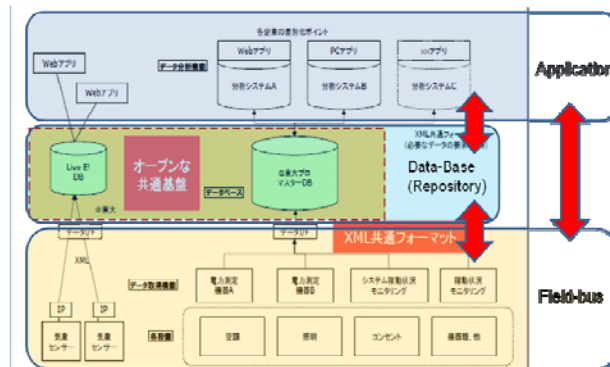 各企業の差別化ポイント
Webアプリ
PCアプリ
xxアプリ
データ分析機能
分析システムA
分析システムB
分析システムC
Webアプリ
Webアプリ
Application
XML共通フォー
(必要なデータの要
Live E!
DB
オープンな
共通基盤
データベース
マスターDB
Data-Base
(Repository)
XML共通フォーマット
XML
データ取得機能
電力測定
機器A
電力測定
機器B
システム稼動状況
モニタリング
稼動状況
モニタリング
IP
IP
気象
センサー
気象
センサー
各設備
空調
照明
コンセント
機器類、他
Field-bus